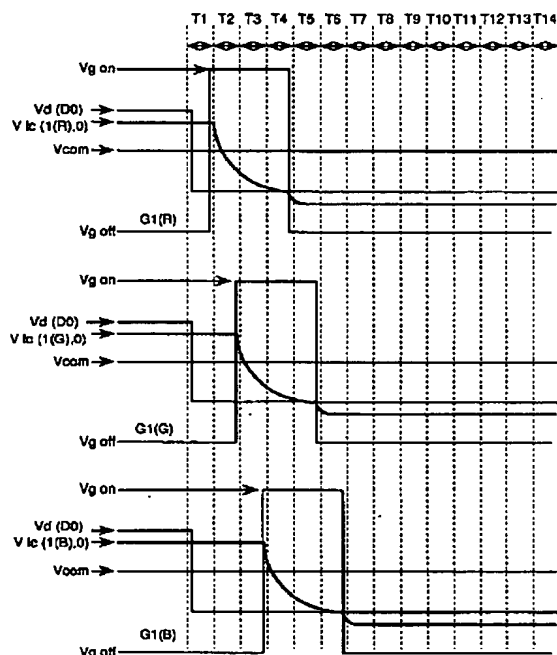 T1 T2 T3 T4 T5 T6 T7 T8 T9 T10 T11 T12 T13 T14
Vg on
Vd (D0)
V lc (1(R),0)
Vcom
Vg off G1(R)
Vg on
Vd (D0)
V lc (1(G),0)
Vcom
Vg off G1(G)
Vg on
Vd (D0)
V lc (1(B),0)
Vcom
Vg off G1(B)